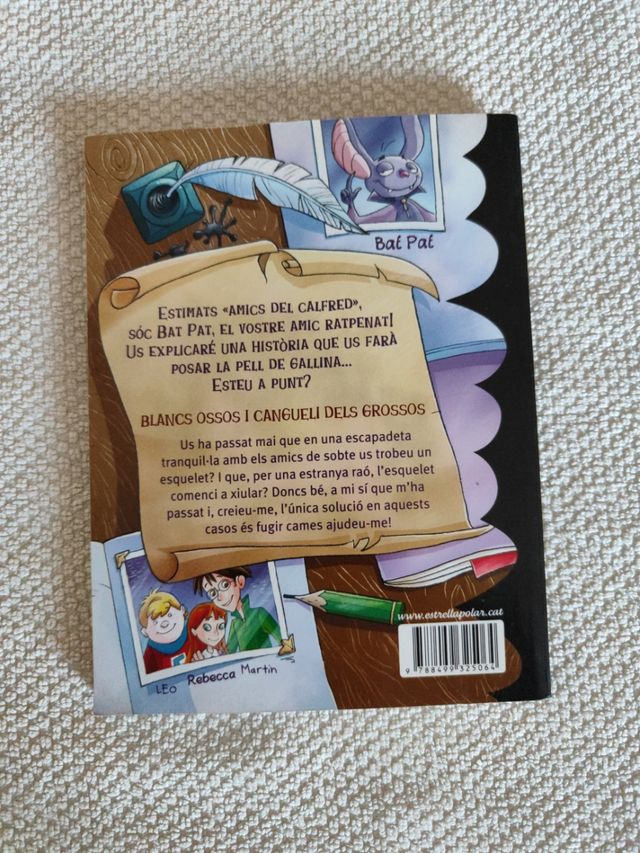 Bat Pat
ESTIMATS «AMICS DEL CALFRED»,
SÓC BAT PAT, EL VOSTRE AMIC RATPENAT!
US EXPLICARÉ UNA HISTÒRIA QUE US FARÀ
POSAR LA PELL DE GALLINA...
ESTEU A PUNT?
BLANCS OSSOS I CANGUELI DELS GROSSOS
Us ha passat mai que en una escapadeta
tranquil·la amb els amics de sobte us trobeu un
esquelet? I que, per una estranya raó, l'esquelet
comenci a xiular? Doncs bé, a mi sí que m'ha
passat i, creieu-me, l'única solució en aquests
casos és fugir cames ajudeu-me!
www.estrellapolar.cat
9 788499 325064
LEO Rebecca Martin